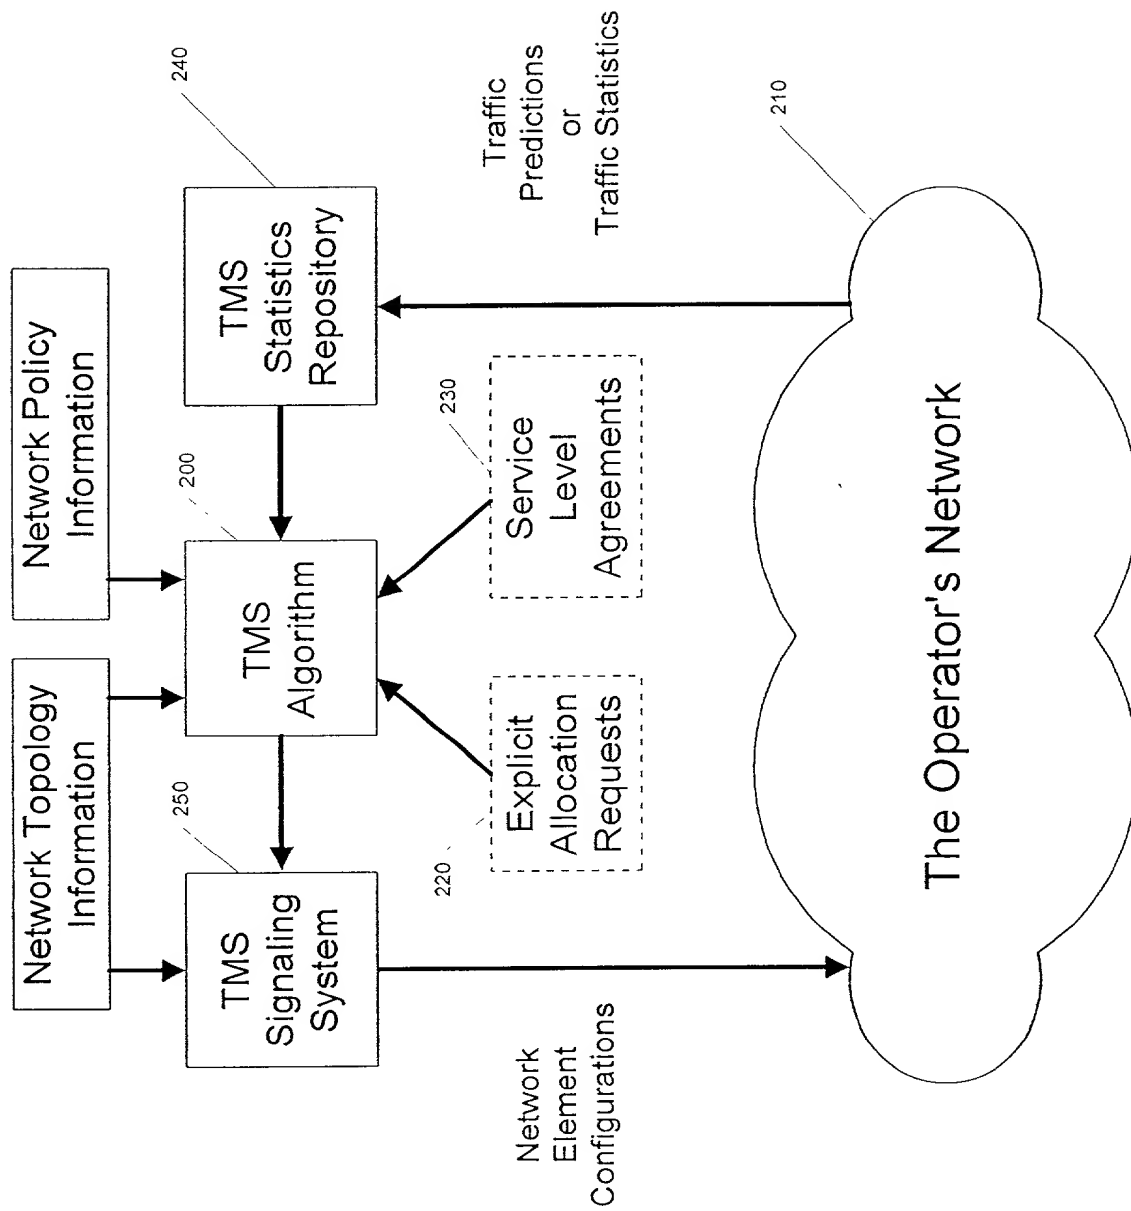 Network Topology
Information
Network Policy
Information
250
200
240
TMS
Signaling
System
TMS
Algorithm
TMS
Statistics
Repository
220
230
Network
Element
Configurations
Explicit
Allocation
Requests
Service
Level
Agreements
Traffic
Predictions
or
Traffic Statistics
210
The Operator's Network